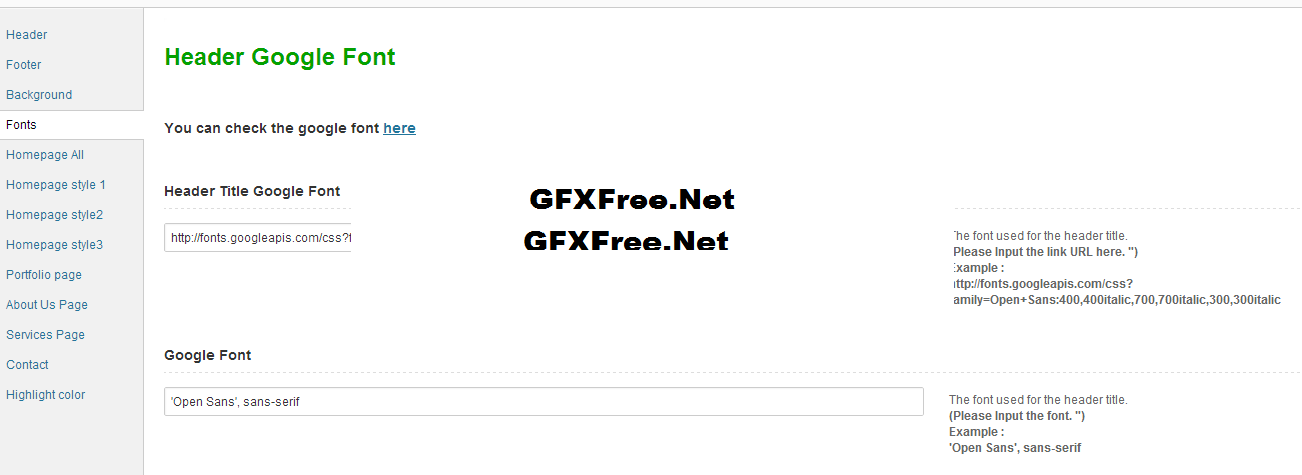 Header
Footer
Background
Fonts
Homepage All
Homepage style 1
Homepage style2
Homepage style3
Portfolio page
About Us Page
Services Page
Contact
Highlight color
Header Google Font
You can check the google font here
Header Title Google Font
GFXFree.Net
GFXFree.Net
http://fonts.googleapis.com/css?f
The font used for the header title.
(Please Input the link URL here. ")
Example :
http://fonts.googleapis.com/css?
family=Open+Sans:400,400italic,700,700italic,300,300italic
Google Font
'Open Sans', sans-serif
The font used for the header title.
(Please Input the font. ")
Example :
'Open Sans', sans-serif